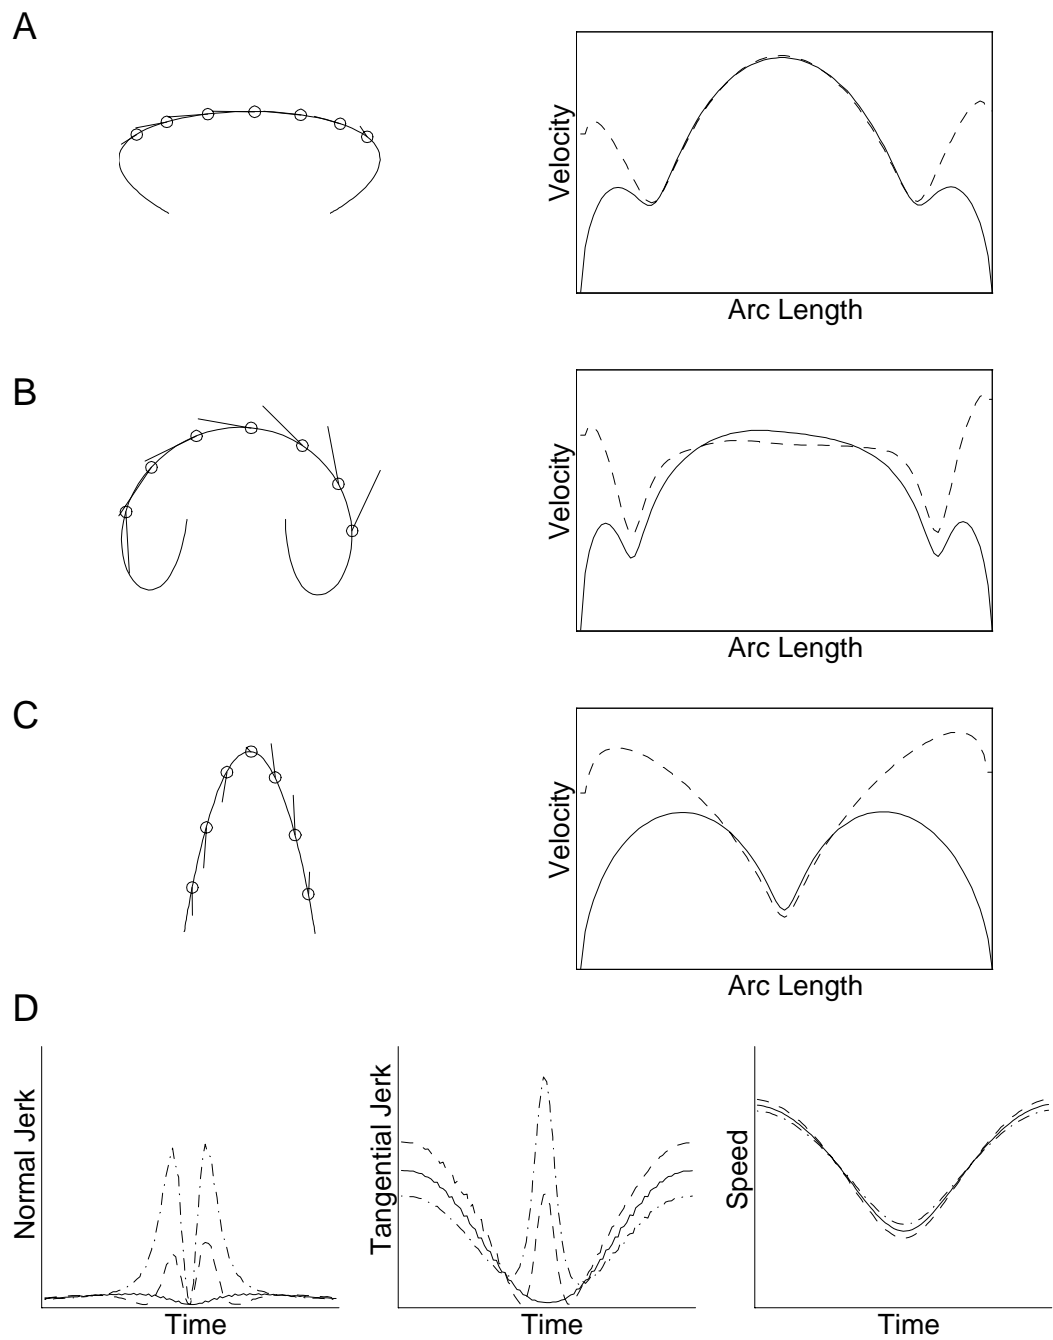 A
Velocity
Arc Length
B
Velocity
Arc Length
C
Velocity
Arc Length
D
Normal Jerk
Time
Tangential Jerk
Time
Speed
Time